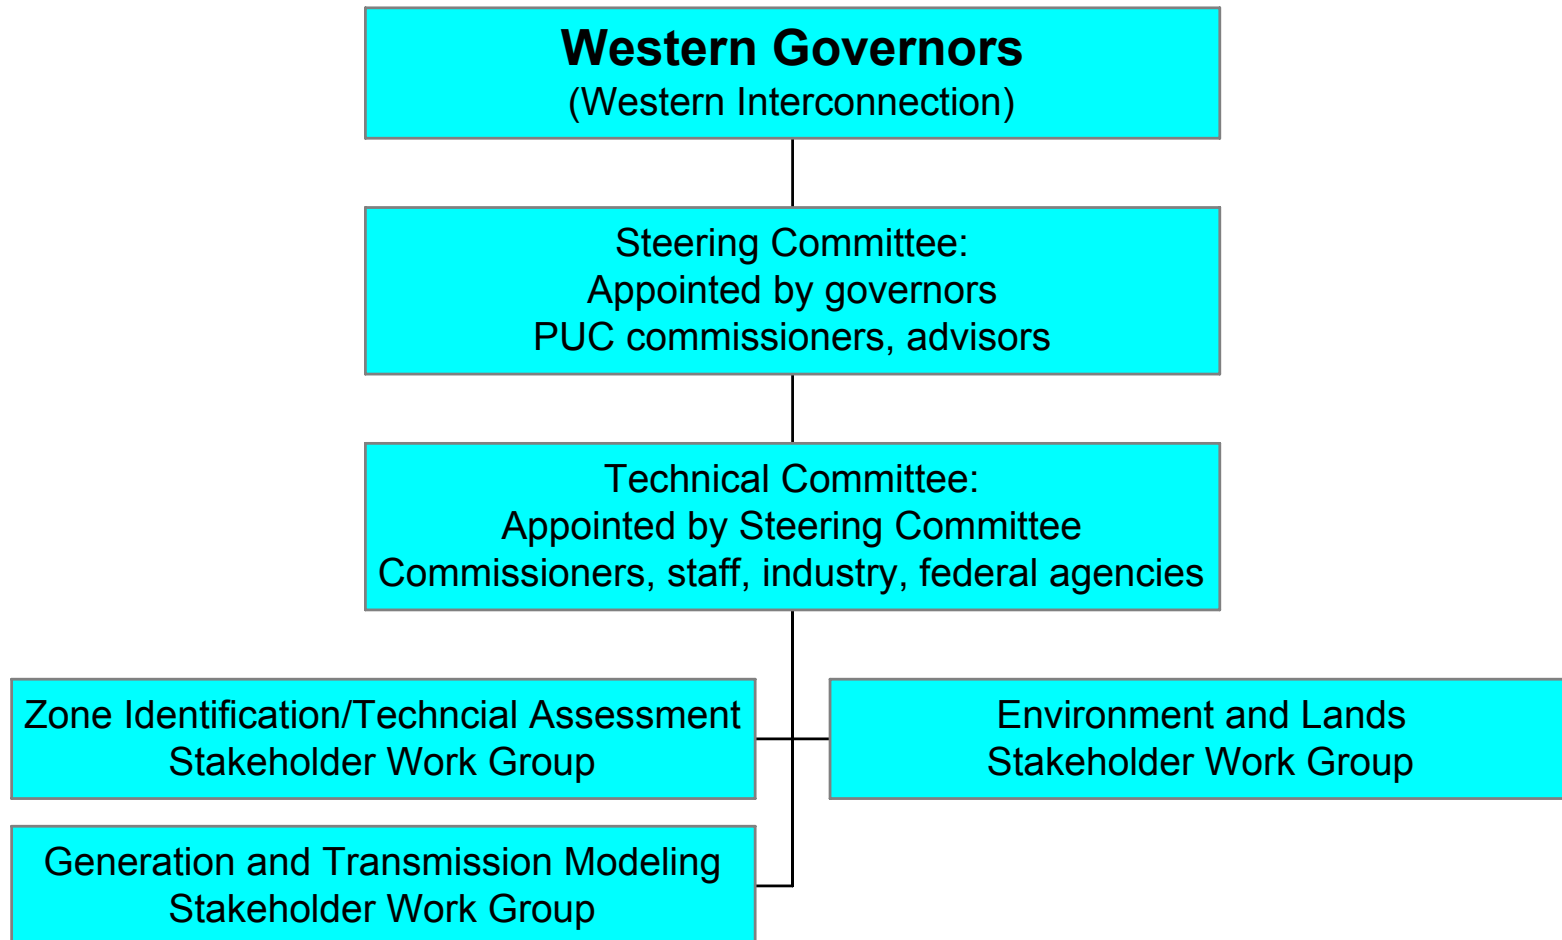 Western Governors
(Western Interconnection)
Steering Committee:
Appointed by governors
PUC commissioners, advisors
Technical Committee:
Appointed by Steering Committee
Commissioners, staff, industry, federal agencies
Zone Identification/Techncial Assessment
Stakeholder Work Group
Environment and Lands
Stakeholder Work Group
Generation and Transmission Modeling
Stakeholder Work Group